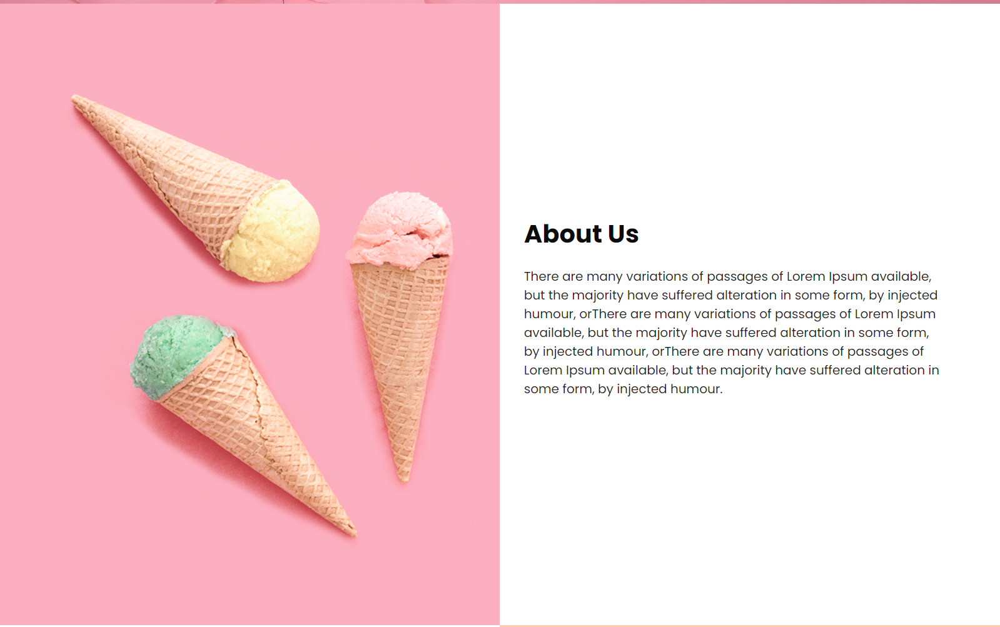 About Us
There are many variations of passages of Lorem Ipsum available,
but the majority have suffered alteration in some form, by injected
humour, orThere are many variations of passages of Lorem Ipsum
available, but the majority have suffered alteration in some form,
by injected humour, orThere are many variations of passages of
Lorem Ipsum available, but the majority have suffered alteration in
some form, by injected humour.